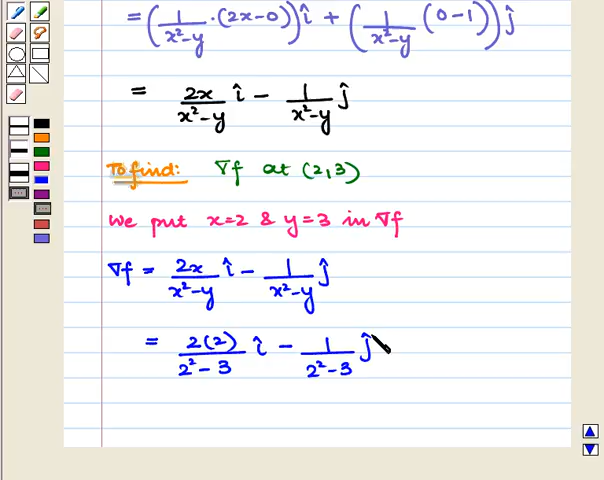 = (1/x²-y · (2x-0)) î + (1/x²-y (0-1)) ĵ
= 2x/x²-y î - 1/x²-y ĵ
To find: ∇f at (2,3)
We put x=2 & y=3 in ∇f
∇f = 2x/x²-y î - 1/x²-y ĵ
= 2(2)/2²-3 î - 1/2²-3 ĵ